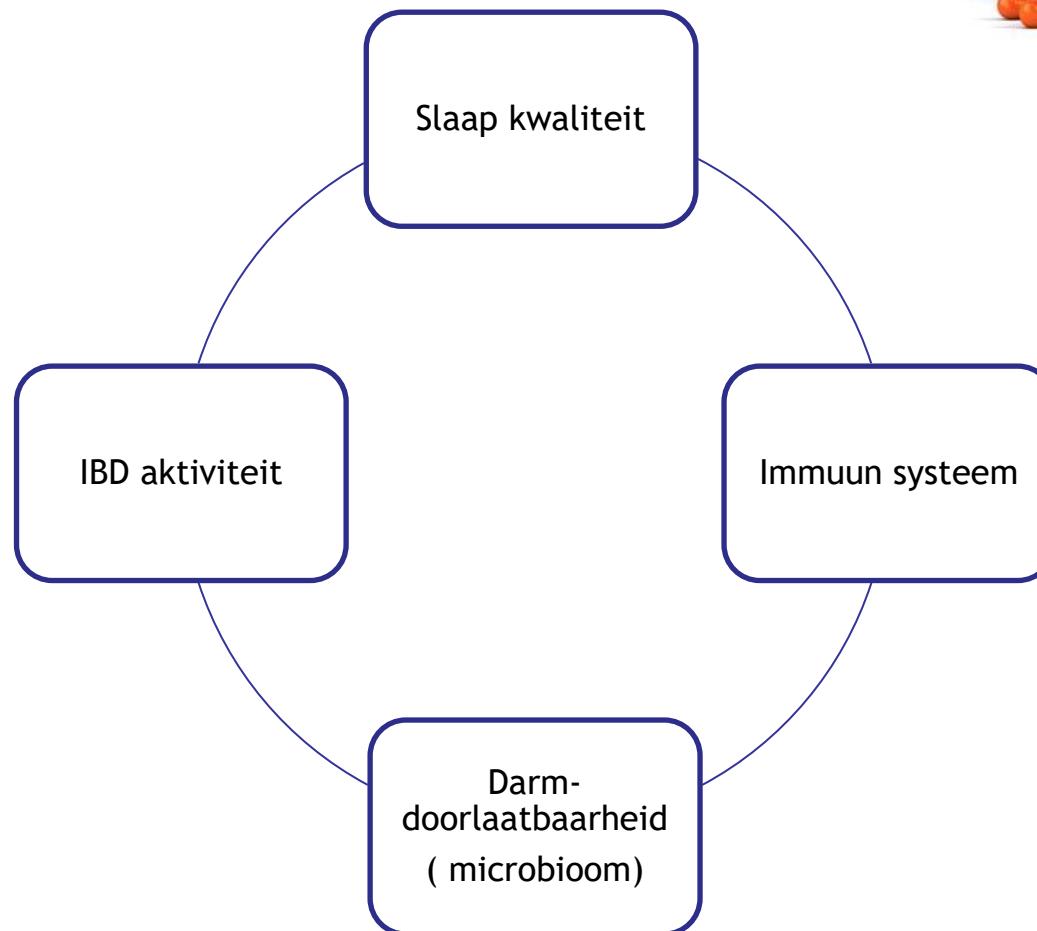 Slaap kwaliteit
IBD aktiviteit
Immuun systeem
Darm-
doorlaatbaarheid
( microbioom)